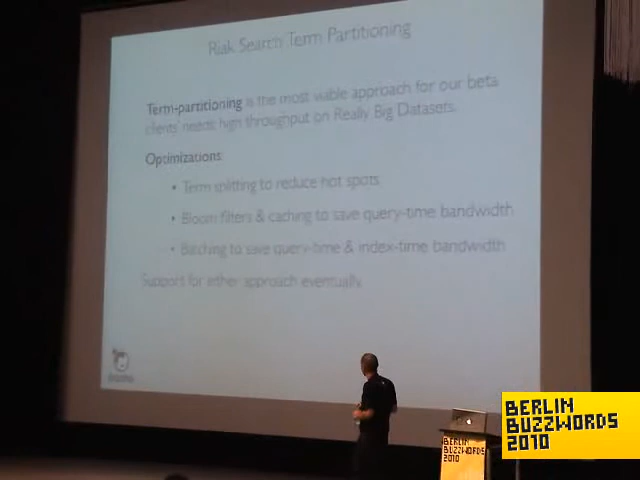 Riak Search Term Partitioning
Term-partitioning is the most viable approach for our beta
clients' needs: high throughput on Really Big Datasets.
Optimizations:
• Term splitting to reduce hot spots
• Bloom filters & caching to save query-time bandwidth
• Batching to save query-time & index-time bandwidth
Support for either approach eventually.
BERLIN
BUZZWORDS
2010
BERLIN
BUZZWORDS
2010